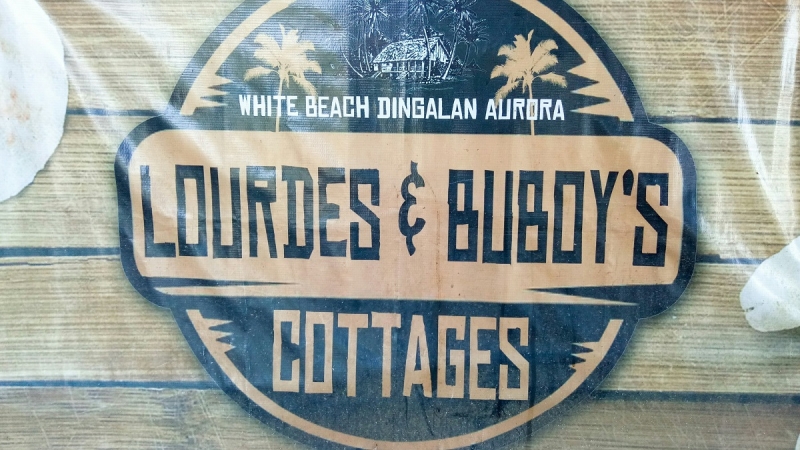 WHITE BEACH DINGALAN AURORA
LOURDES & BUBOY'S
COTTAGES